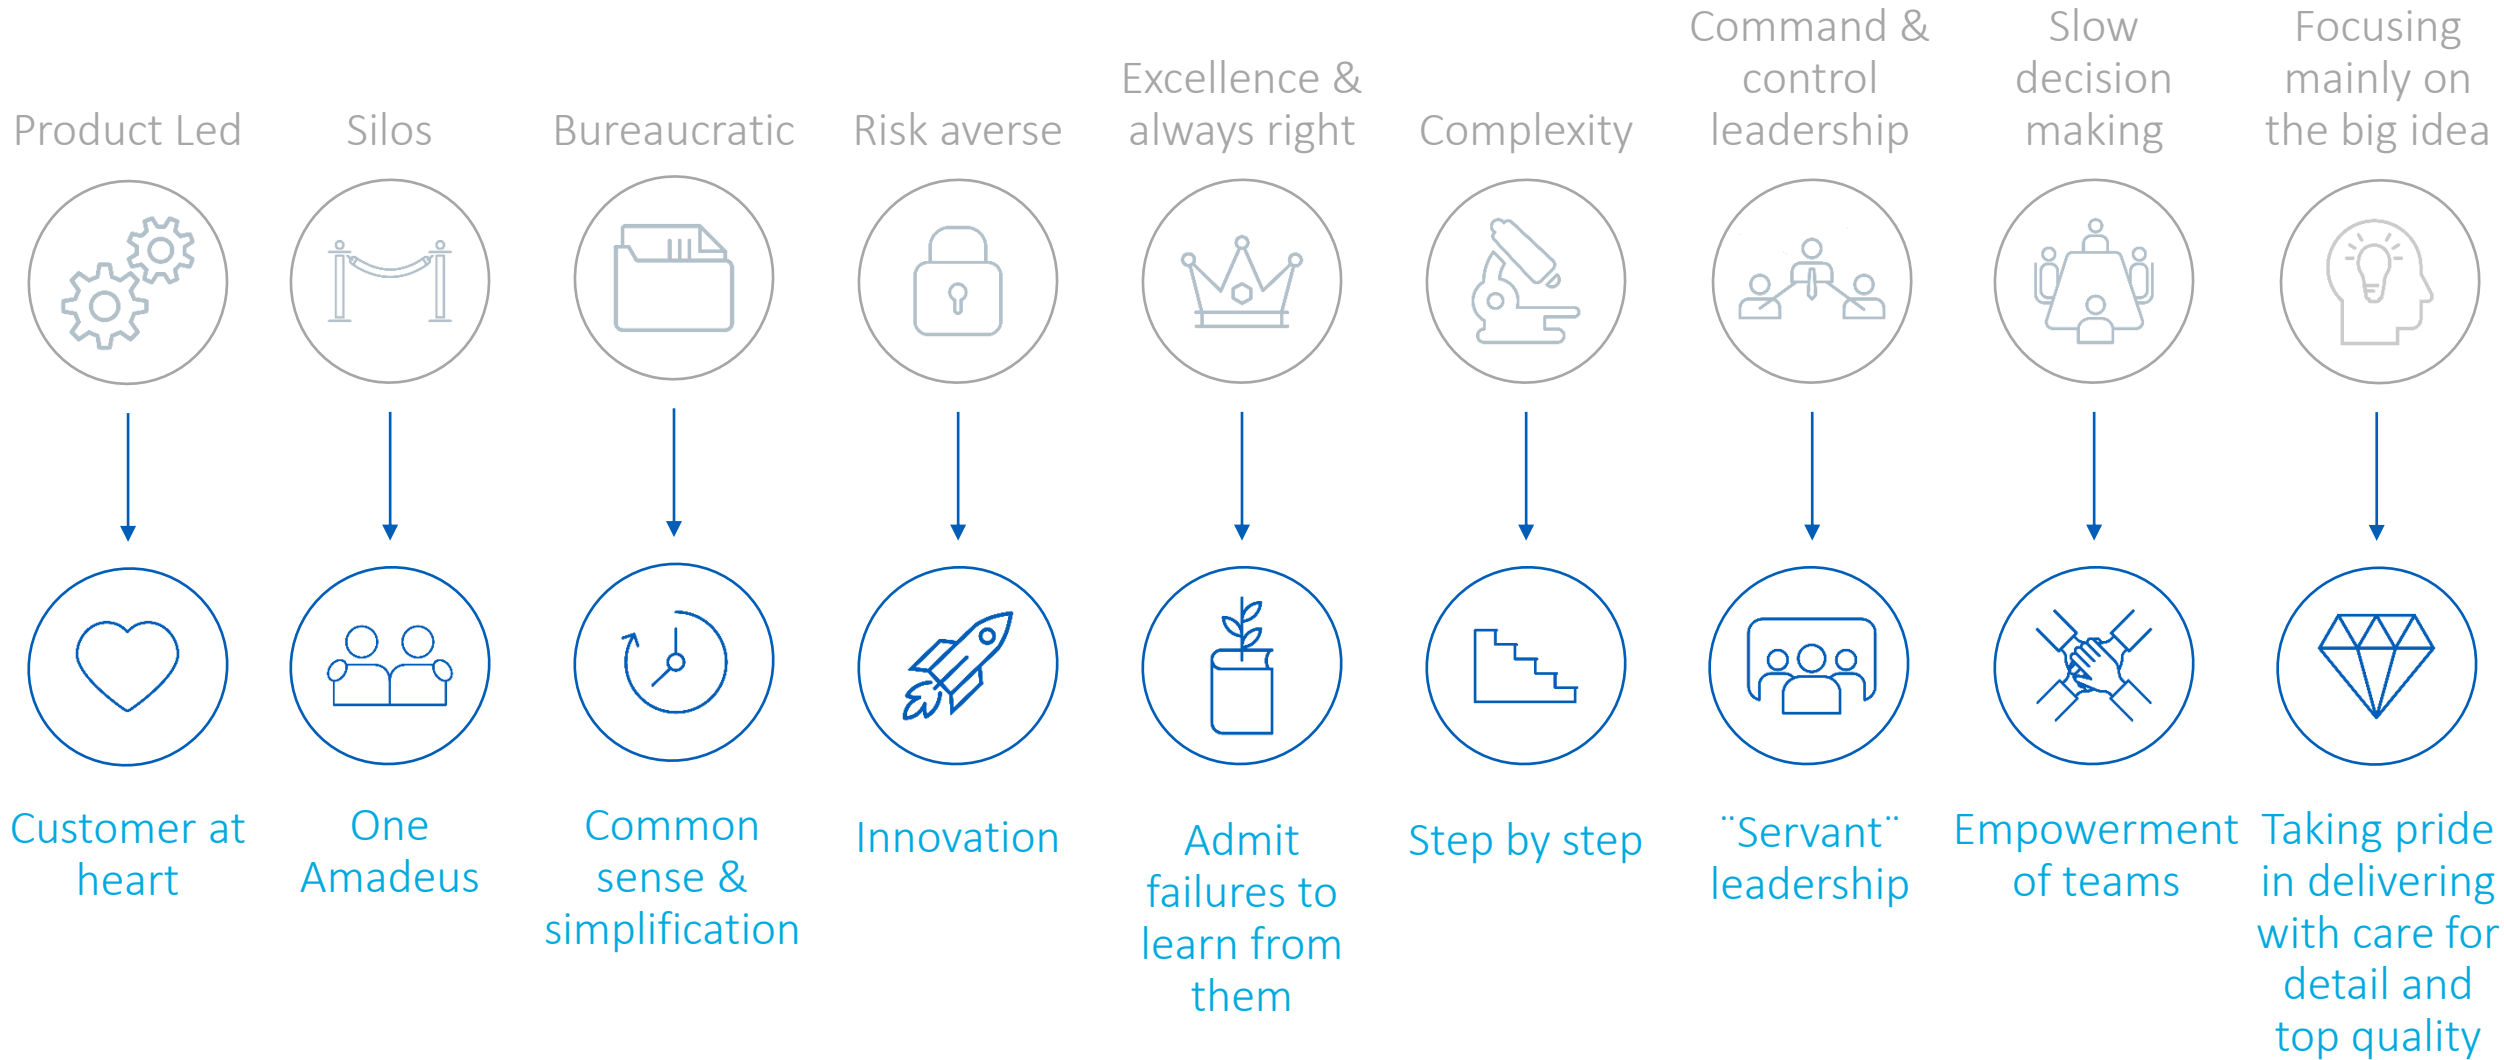 Product Led
Silos
Bureaucratic
Risk averse
Excellence &
always right
Complexity
Command &
control
leadership
Slow
decision
making
Focusing
mainly on
the big idea
Customer at
heart
One
Amadeus
Common
sense &
simplification
Innovation
Admit
failures to
learn from
them
Step by step
¨Servant¨
leadership
Empowerment
of teams
Taking pride
in delivering
with care for
detail and
top quality